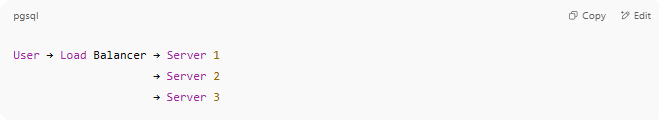 pgsql Copy Edit
User → Load Balancer → Server 1
→ Server 2
→ Server 3